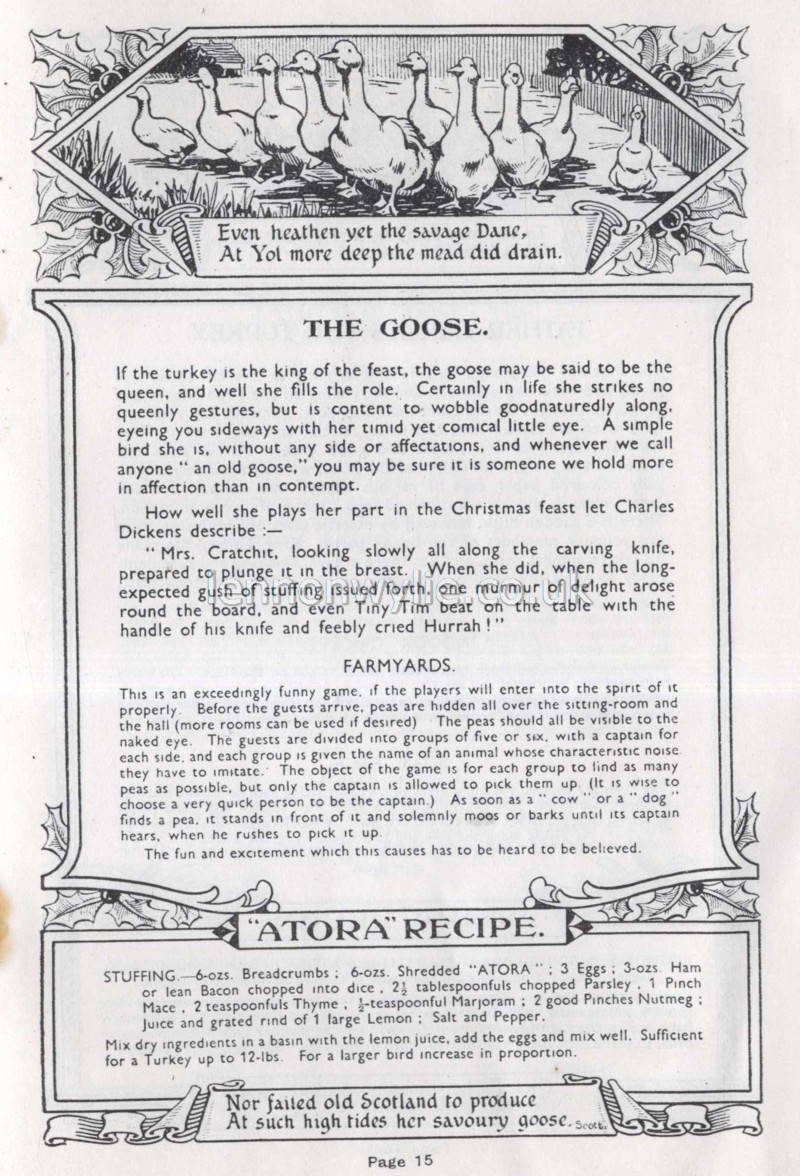 Even heathen yet the savage Dane,
At Yol more deep the mead did drain.
THE GOOSE.
If the turkey is the king of the feast, the goose may be said to be the
queen, and well she fills the role. Certainly in life she strikes no
queenly gestures, but is content to wobble goodnaturedly along,
eyeing you sideways with her timid yet comical little eye. A simple
bird she is, without any side or affectations, and whenever we call
anyone " an old goose," you may be sure it is someone we hold more
in affection than in contempt.
How well she plays her part in the Christmas feast let Charles
Dickens describe :—
" Mrs. Cratchit, looking slowly all along the carving knife,
prepared to plunge it in the breast. When she did, when the long-
expected gush of stuffing issued forth, one murmur of delight arose
round the board, and even Tiny Tim beat on the table with the
handle of his knife and feebly cried Hurrah ! "
lennonwylie.co.uk
FARMYARDS.
This is an exceedingly funny game, if the players will enter into the spirit of it
properly. Before the guests arrive, peas are hidden all over the sitting-room and
the hall (more rooms can be used if desired) The peas should all be visible to the
naked eye. The guests are divided into groups of five or six, with a captain for
each side, and each group is given the name of an animal whose characteristic noise
they have to imitate. The object of the game is for each group to find as many
peas as possible, but only the captain is allowed to pick them up. (It is wise to
choose a very quick person to be the captain.) As soon as a " cow " or a " dog "
finds a pea, it stands in front of it and solemnly moos or barks until its captain
hears, when he rushes to pick it up.
The fun and excitement which this causes has to be heard to be believed.
"ATORA" RECIPE.
STUFFING.—6-ozs. Breadcrumbs ; 6-ozs. Shredded "ATORA" ; 3 Eggs ; 3-ozs. Ham
or lean Bacon chopped into dice , 2½ tablespoonfuls chopped Parsley , 1 Pinch
Mace , 2 teaspoonfuls Thyme , ½-teaspoonful Marjoram ; 2 good Pinches Nutmeg ;
Juice and grated rind of 1 large Lemon ; Salt and Pepper.
Mix dry ingredients in a basin with the lemon juice, add the eggs and mix well. Sufficient
for a Turkey up to 12-lbs. For a larger bird increase in proportion.
Nor failed old Scotland to produce
At such high tides her savoury goose. Scott.
Page 15